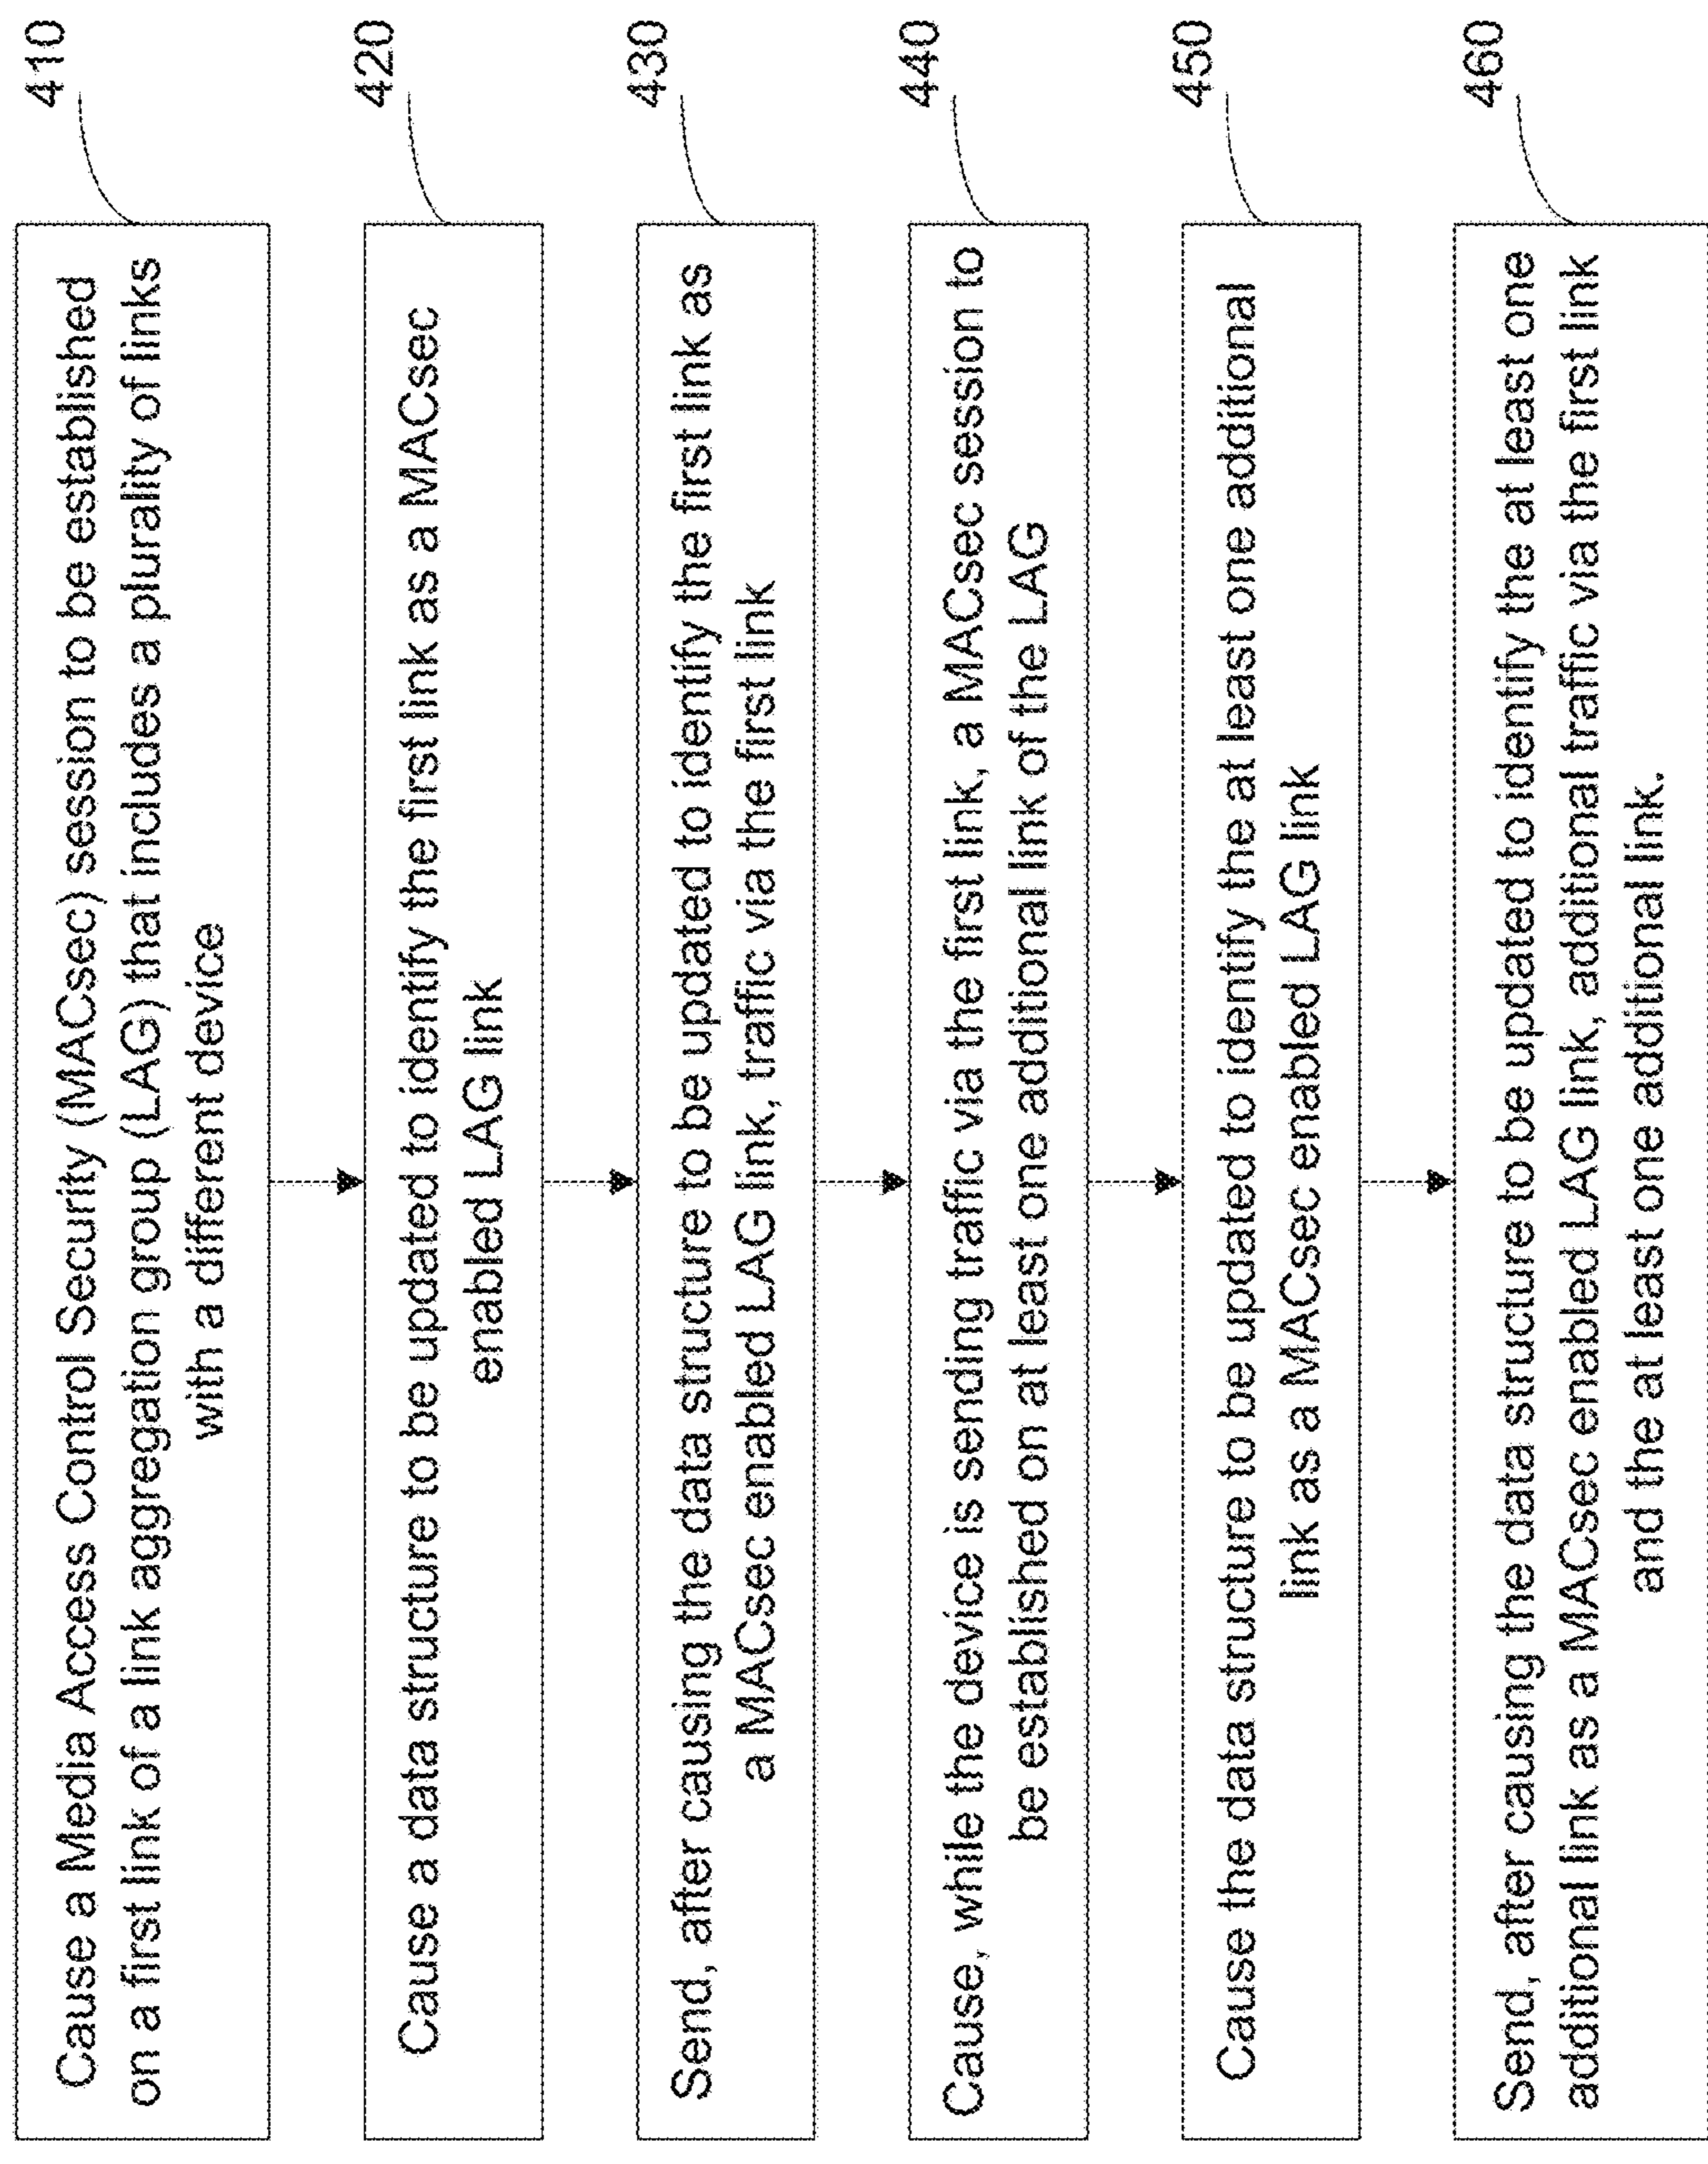 410
Cause a Media Access Control Security (MACsec) session to be established
on a first link of a link aggregation group (LAG) that includes a plurality of links
with a different device
420
Cause a data structure to be updated to identify the first link as a MACsec
enabled LAG link
430
Send, after causing the data structure to be updated to identify the first link as
a MACsec enabled LAG link, traffic via the first link
440
Cause, while the device is sending traffic via the first link, a MACsec session to
be established on at least one additional link of the LAG
450
Cause the data structure to be updated to identify the at least one additional
link as a MACsec enabled LAG link
460
Send, after causing the data structure to be updated to identify the at least one
additional link as a MACsec enabled LAG link, additional traffic via the first link
and the at least one additional link.